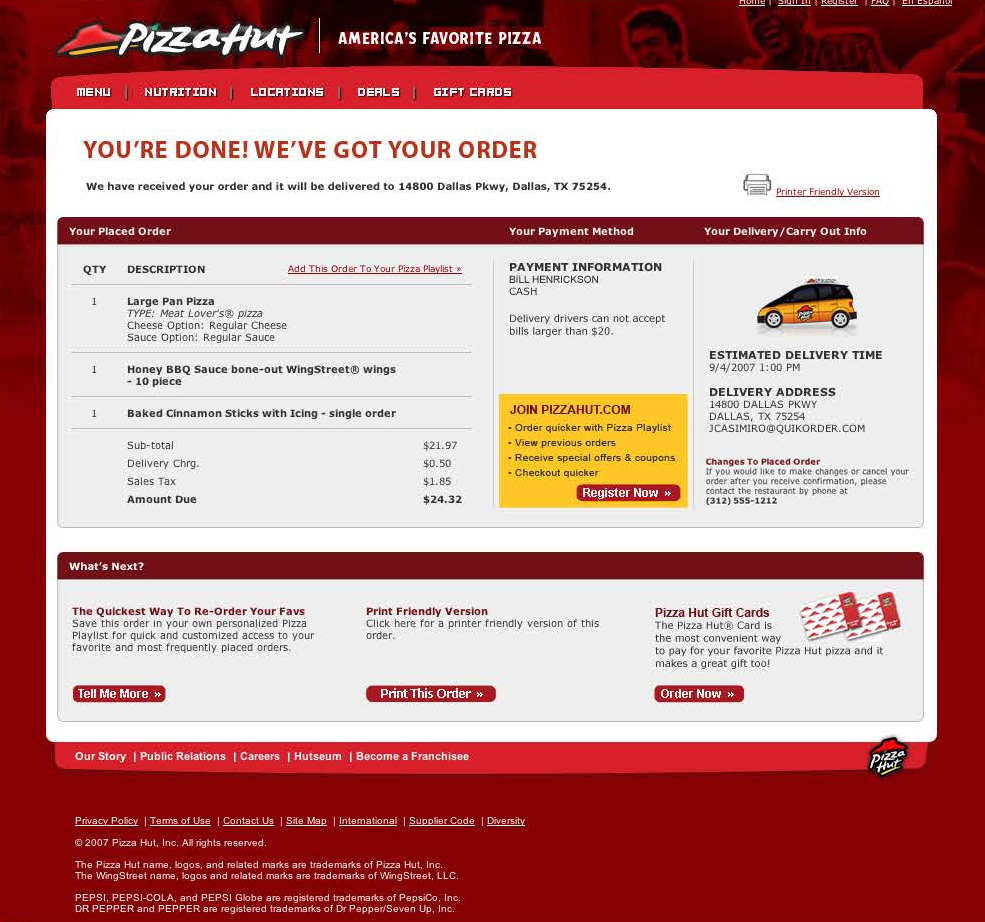 Home | Sign In | Register | FAQ | En Espanol
Pizza Hut
AMERICA'S FAVORITE PIZZA
MENU | NUTRITION | LOCATIONS | DEALS | GIFT CARDS
YOU'RE DONE! WE'VE GOT YOUR ORDER
We have received your order and it will be delivered to 14800 Dallas Pkwy, Dallas, TX 75254.
Printer Friendly Version
Your Placed Order
QTY DESCRIPTION Add This Order To Your Pizza Playlist »
1 Large Pan Pizza
TYPE: Meat Lover's® pizza
Cheese Option: Regular Cheese
Sauce Option: Regular Sauce
1 Honey BBQ Sauce bone-out WingStreet® wings
- 10 piece
1 Baked Cinnamon Sticks with Icing - single order
Sub-total $21.97
Delivery Chrg. $0.50
Sales Tax $1.85
Amount Due $24.32
Your Payment Method
PAYMENT INFORMATION
BILL HENRICKSON
CASH
Delivery drivers can not accept
bills larger than $20.
JOIN PIZZAHUT.COM
• Order quicker with Pizza Playlist
• View previous orders
• Receive special offers & coupons
• Checkout quicker
Register Now »
Your Delivery/Carry Out Info
ESTIMATED DELIVERY TIME
9/4/2007 1:00 PM
DELIVERY ADDRESS
14800 DALLAS PKWY
DALLAS, TX 75254
JCASIMIRO@QUIKORDER.COM
Changes To Placed Order
If you would like to make changes or cancel your
order after you receive confirmation, please
contact the restaurant by phone at
(312) 555-1212
What's Next?
The Quickest Way To Re-Order Your Favs
Save this order in your own personalized Pizza
Playlist for quick and customized access to your
favorite and most frequently placed orders.
Tell Me More »
Print Friendly Version
Click here for a printer friendly version of this
order.
Print This Order »
Pizza Hut Gift Cards
The Pizza Hut® Card is
the most convenient way
to pay for your favorite Pizza Hut pizza and it
makes a great gift too!
Order Now »
Our Story | Public Relations | Careers | Hutseum | Become a Franchisee
Pizza Hut
Privacy Policy | Terms of Use | Contact Us | Site Map | International | Supplier Code | Diversity
© 2007 Pizza Hut, Inc. All rights reserved.
The Pizza Hut name, logos, and related marks are trademarks of Pizza Hut, Inc.
The WingStreet name, logos and related marks are trademarks of WingStreet, LLC.
PEPSI, PEPSI-COLA, and PEPSI Globe are registered trademarks of PepsiCo, Inc.
DR PEPPER and PEPPER are registered trademarks of Dr Pepper/Seven Up, Inc.